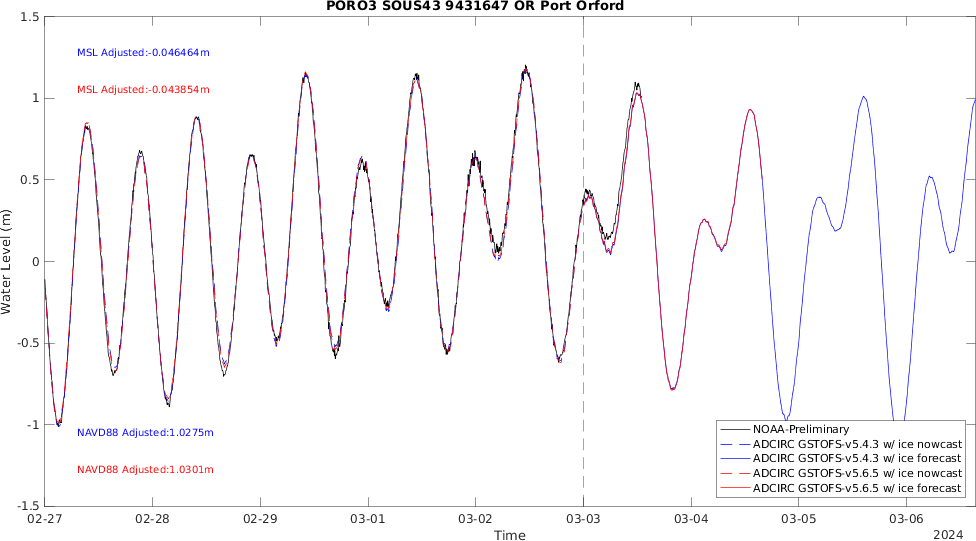 PORO3 SOUS43 9431647 OR Port Orford
1.5
1
0.5
0
-0.5
-1
-1.5
Water Level (m)
MSL Adjusted:-0.046464m
MSL Adjusted:-0.043854m
NAVD88 Adjusted:1.0275m
NAVD88 Adjusted:1.0301m
NOAA-Preliminary
ADCIRC GSTOFS-v5.4.3 w/ ice nowcast
ADCIRC GSTOFS-v5.4.3 w/ ice forecast
ADCIRC GSTOFS-v5.6.5 w/ ice nowcast
ADCIRC GSTOFS-v5.6.5 w/ ice forecast
02-27 02-28 02-29 03-01 03-02 03-03 03-04 03-05 03-06
Time
2024